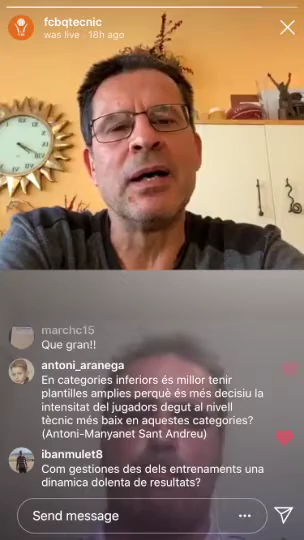 fcbqtecnic
was live · 18h ago
marchc15
Que gran!!
antoni_aranega
En categories inferiors és millor tenir
plantilles amplies perquè és més decisiu la
intensitat del jugadors degut al nivell
tècnic més baix en aquestes categories?
(Antoni-Manyanet Sant Andreu)
ibanmulet8
Com gestiones des dels entrenaments una
dinamica dolenta de resultats?
Send message